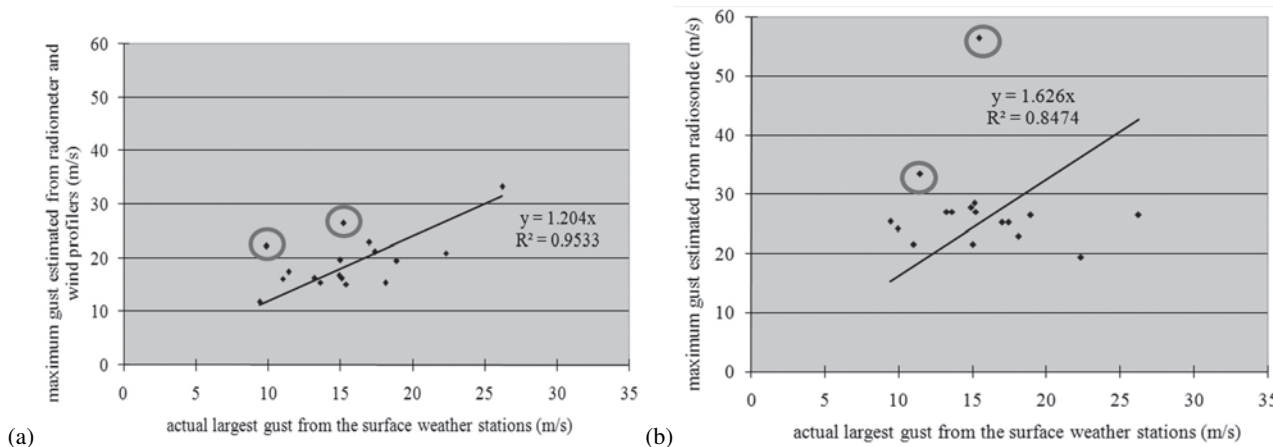 maximum gust estimated from radiometer and
wind profilers (m/s)
60
50
40
30
20
10
0
y = 1.204x
R² = 0.9533
0 5 10 15 20 25 30 35
actual largest gust from the surface weather stations (m/s)
(a)
maximum gust estimated from radiosonde (m/s)
60
50
40
30
20
10
0
y = 1.626x
R² = 0.8474
0 5 10 15 20 25 30 35
actual largest gust from the surface weather stations (m/s)
(b)